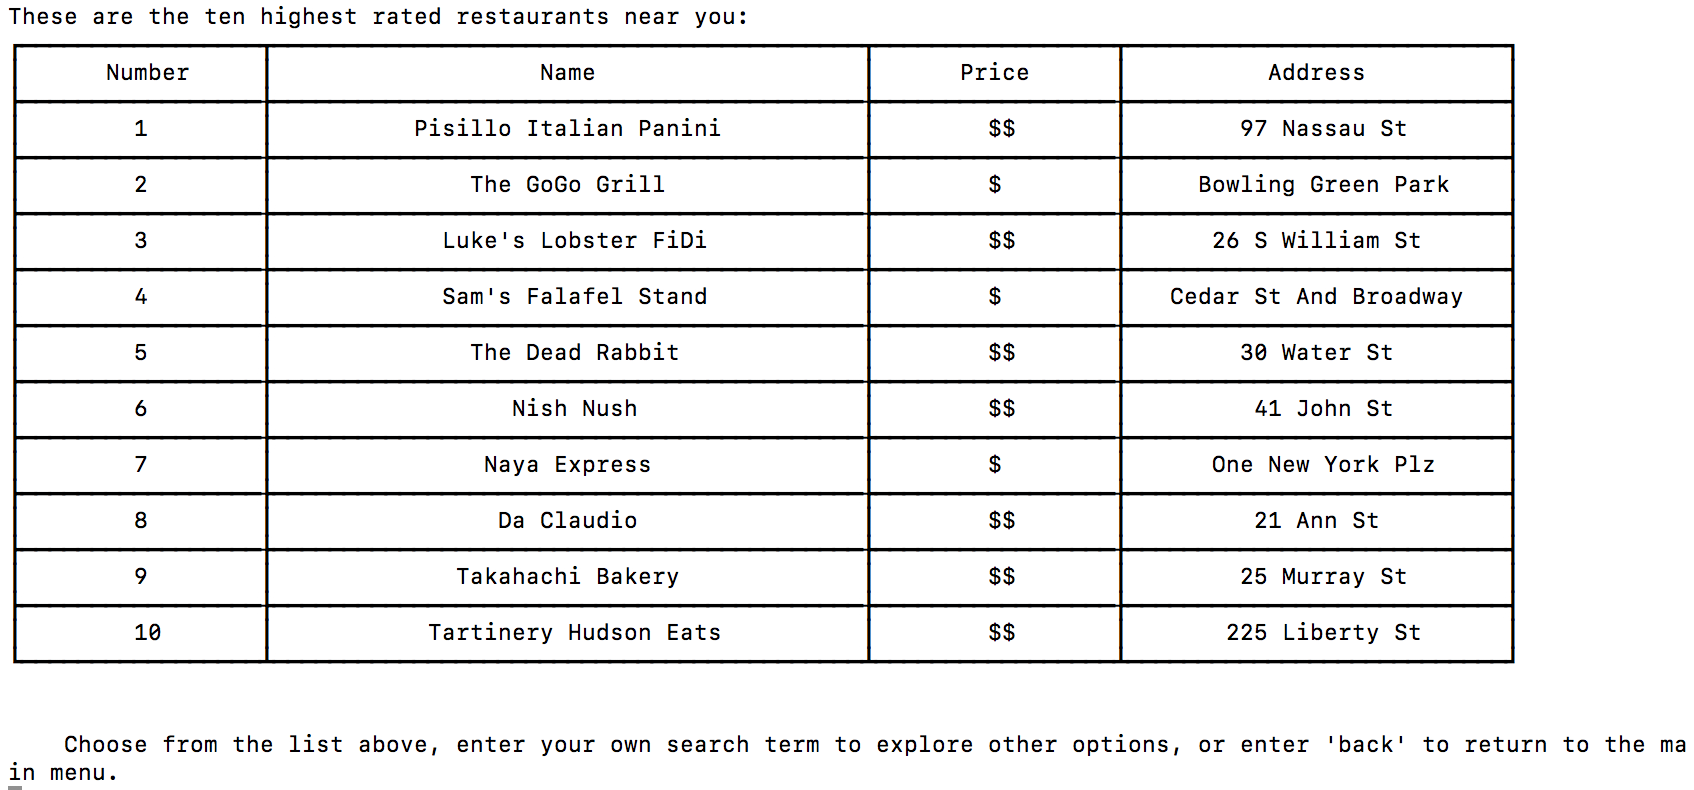 These are the ten highest rated restaurants near you:
Number Name Price Address
1 Pisillo Italian Panini $$ 97 Nassau St
2 The GoGo Grill $ Bowling Green Park
3 Luke's Lobster FiDi $$ 26 S William St
4 Sam's Falafel Stand $ Cedar St And Broadway
5 The Dead Rabbit $$ 30 Water St
6 Nish Nush $$ 41 John St
7 Naya Express $ One New York Plz
8 Da Claudio $$ 21 Ann St
9 Takahachi Bakery $$ 25 Murray St
10 Tartinery Hudson Eats $$ 225 Liberty St
Choose from the list above, enter your own search term to explore other options, or enter 'back' to return to the ma
in menu.